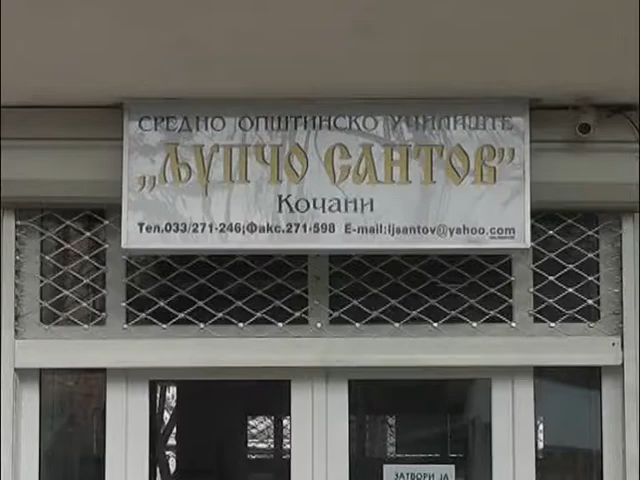 СРЕДНО ОПШТИНСКО УЧИЛИШТЕ
„ЉУПЧО САНТОВ”
Кочани
Тел.033/271-246;Факс.271-598 E-mail:ljsantov@yahoo.com
ЗАТВОРИ ЈА